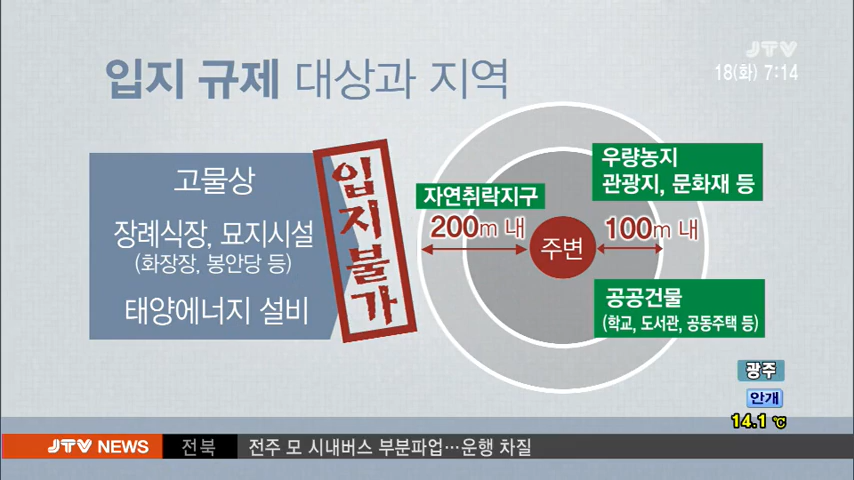 JTV
18(화) 7:14
입지 규제 대상과 지역
고물상
장례식장, 묘지시설
(화장장, 봉안당 등)
태양에너지 설비
입지불가
자연취락지구
200m 내
주변
우량농지
관광지, 문화재 등
100m 내
공공건물
(학교, 도서관, 공동주택 등)
광주
안개
14.1 ℃
JTV NEWS 전북 전주 모 시내버스 부분파업…운행 차질